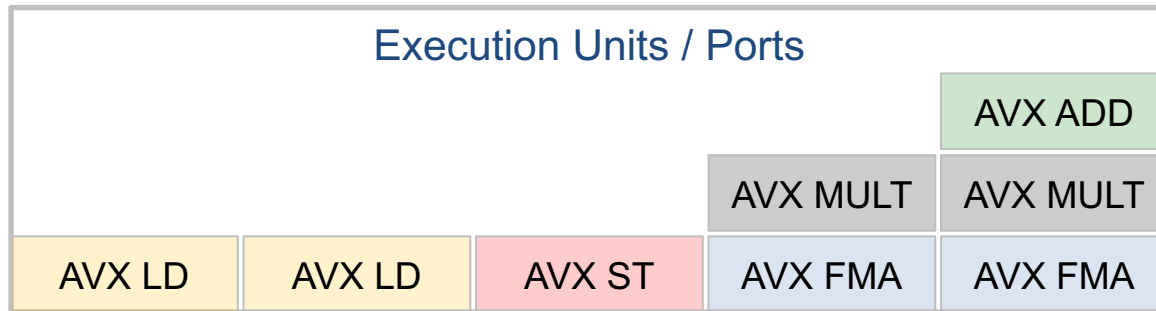 Execution Units / Ports
AVX ADD
AVX MULT AVX MULT
AVX LD AVX LD AVX ST AVX FMA AVX FMA